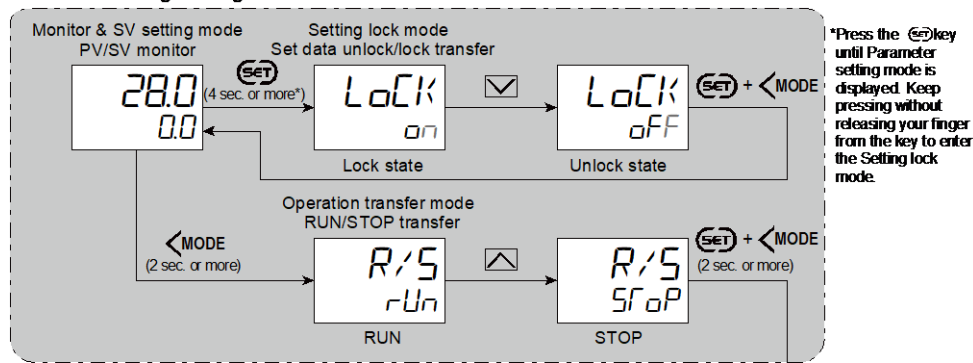 Monitor & SV setting mode
PV/SV monitor
28.0
0.0
SET
(4 sec. or more*)
Setting lock mode
Set data unlock/lock transfer
LoCK
on
Lock state
LoCK
oFF
Unlock state
SET + <MODE
*Press the SET key
until Parameter
setting mode is
displayed. Keep
pressing without
releasing your finger
from the key to enter
the Setting lock
mode.
<MODE
(2 sec. or more)
Operation transfer mode
RUN/STOP transfer
R/S
rUn
RUN
R/S
SToP
STOP
SET + <MODE
(2 sec. or more)